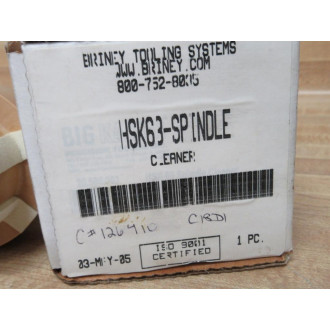 BRINEY TOOLING SYSTEMS
WWW.BRINEY.COM
800-752-8035
HSK63-SPINDLE
CLEANER
C# 126410 C18D1
ISO 9001
CERTIFIED
03-MAY-05
1 PC.